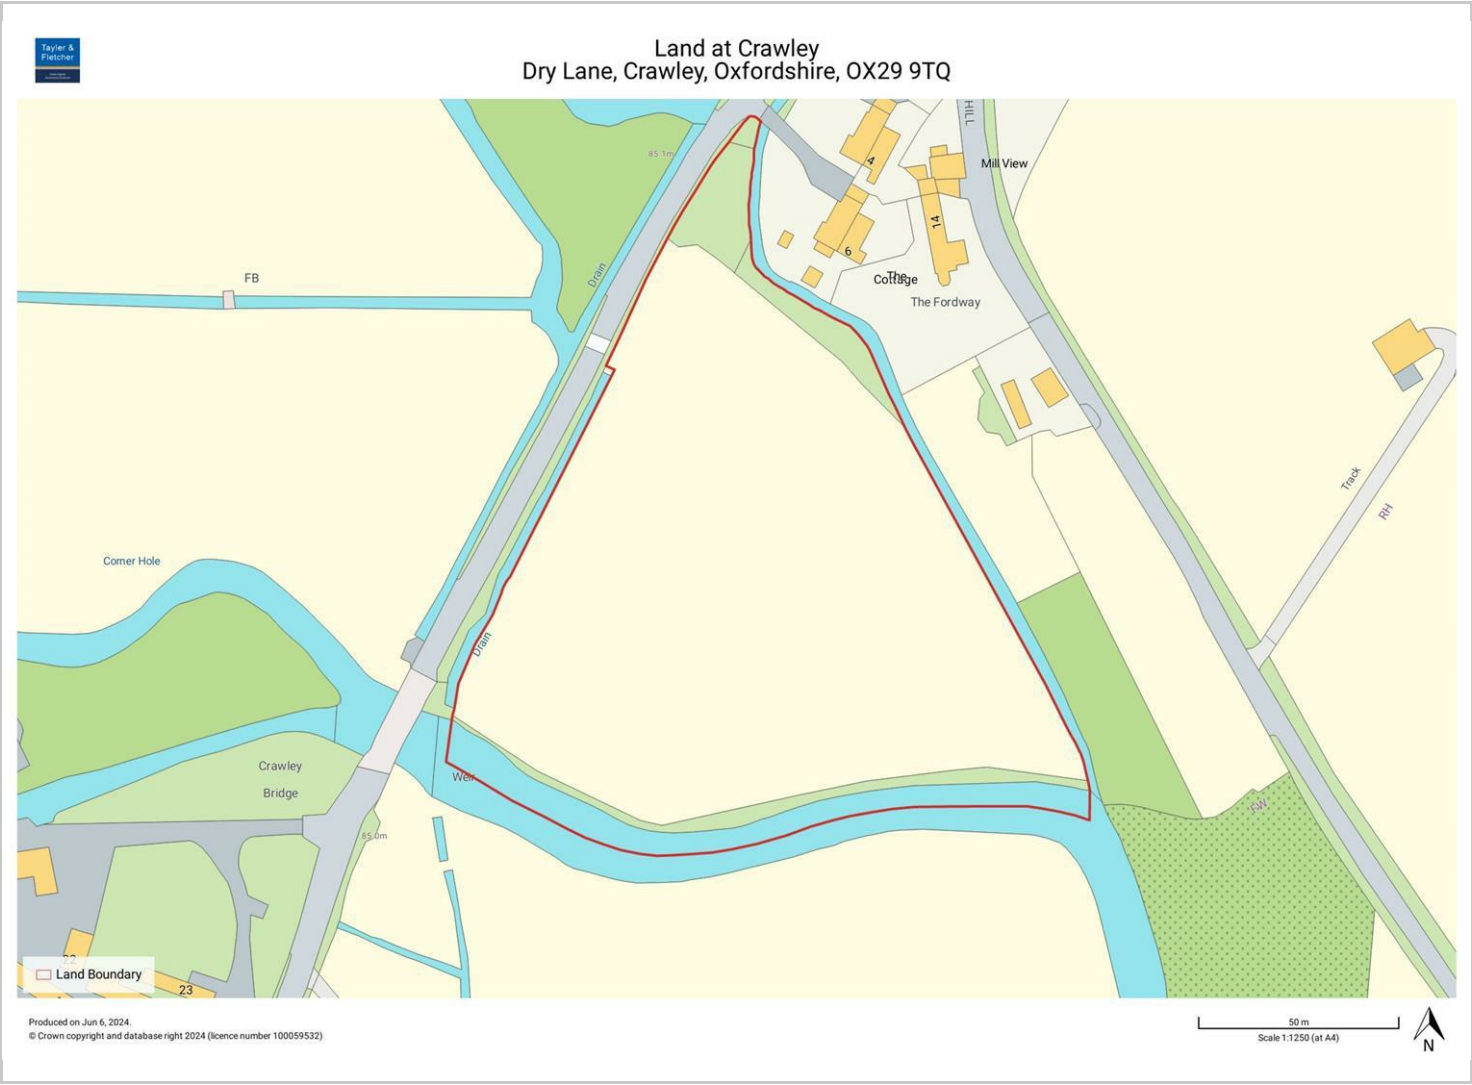 Tayler &
Fletcher
Land at Crawley
Dry Lane, Crawley, Oxfordshire, OX29 9TQ
HILL
85.1m
4
Mill View
14
6
The
Cottage
The Fordway
FB
Drain
Track
RH
Corner Hole
Drain
Crawley
Bridge
Weir
85.0m
FW
22
23
Land Boundary
Produced on Jun 6, 2024.
© Crown copyright and database right 2024 (licence number 100059532)
50 m
Scale 1:1250 (at A4)
N